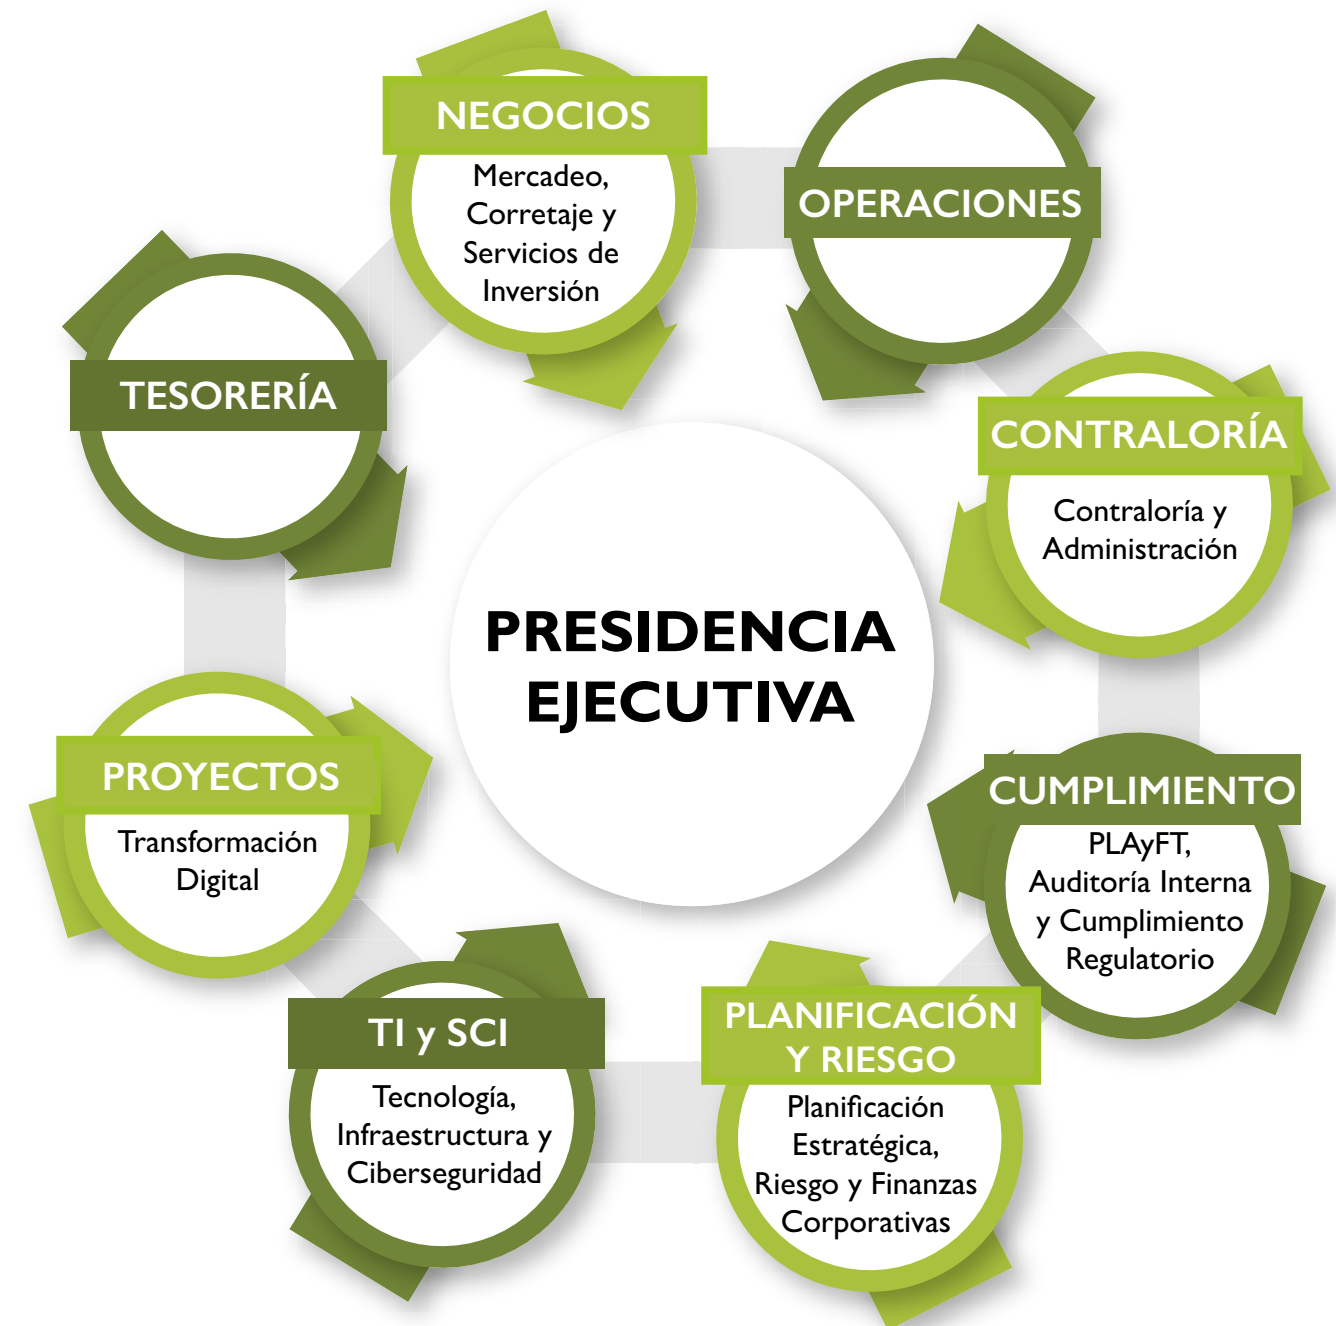 NEGOCIOS
Mercadeo,
Corretaje y
Servicios de
Inversión
OPERACIONES
CONTRALORÍA
Contraloría y
Administración
CUMPLIMIENTO
PLAyFT,
Auditoría Interna
y Cumplimiento
Regulatorio
PLANIFICACIÓN
Y RIESGO
Planificación
Estratégica,
Riesgo y Finanzas
Corporativas
TI y SCI
Tecnología,
Infraestructura y
Ciberseguridad
PROYECTOS
Transformación
Digital
TESORERÍA
PRESIDENCIA
EJECUTIVA